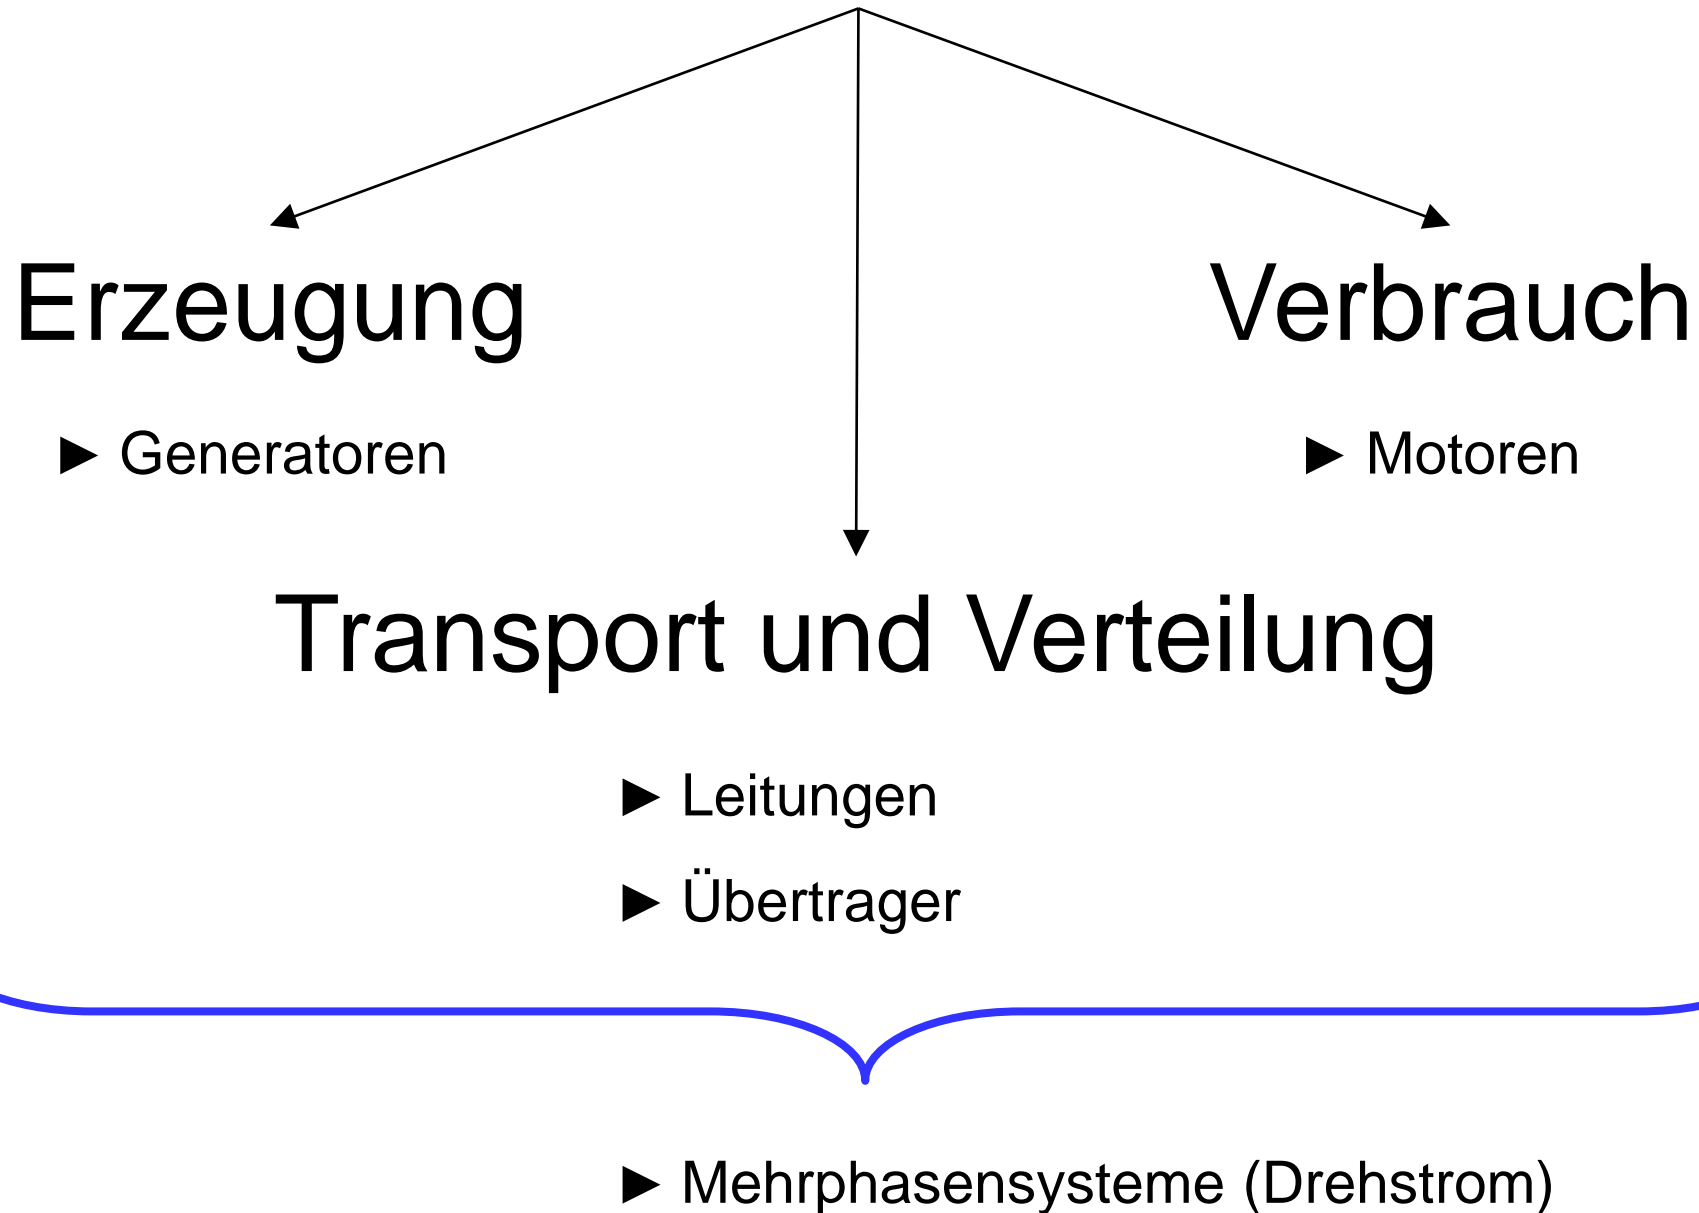 Erzeugung
Verbrauch
► Generatoren
► Motoren
Transport und Verteilung
► Leitungen
► Übertrager
► Mehrphasensysteme (Drehstrom)